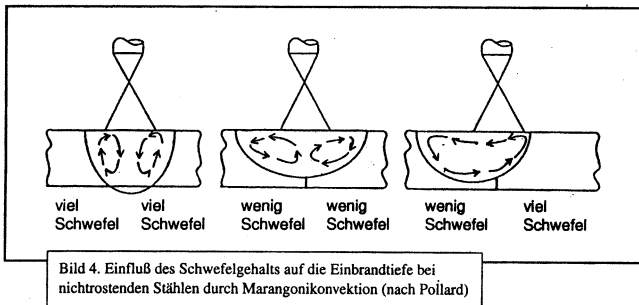 viel viel wenig wenig wenig viel
Schwefel Schwefel Schwefel Schwefel Schwefel Schwefel
Bild 4. Einfluß des Schwefelgehalts auf die Einbrandtiefe bei
nichtrostenden Stählen durch Marangonikonvektion (nach Pollard)